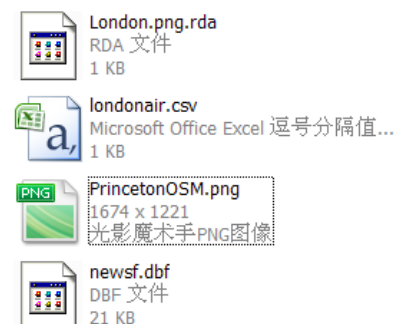 London.png.rda
RDA 文件
1 KB
londonair.csv
Microsoft Office Excel 逗号分隔值...
1 KB
PNG
PrincetonOSM.png
1674 x 1221
光影魔术手PNG图像
newsf.dbf
DBF 文件
21 KB